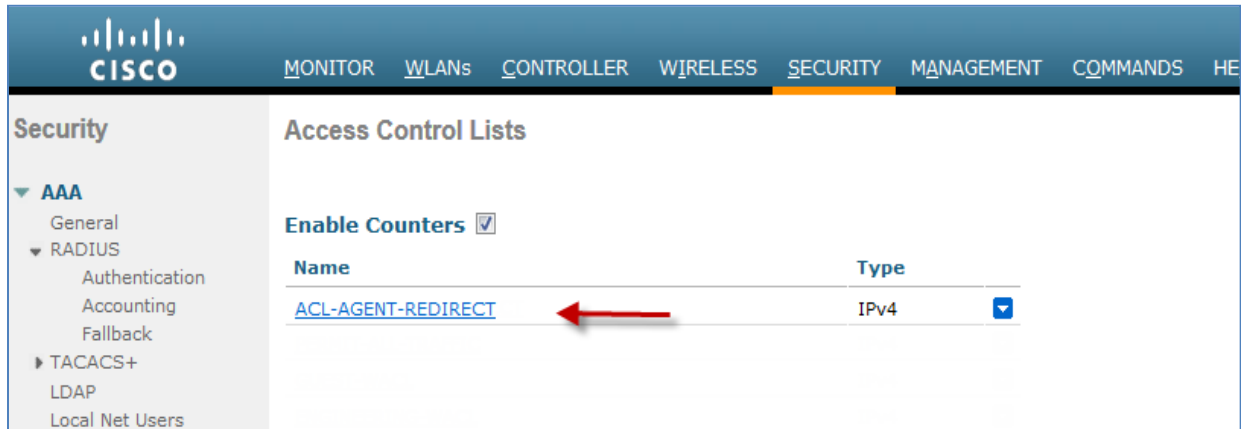 CISCO
MONITOR WLANs CONTROLLER WIRELESS SECURITY MANAGEMENT COMMANDS HE
Security
AAA
General
RADIUS
Authentication
Accounting
Fallback
TACACS+
LDAP
Local Net Users
Access Control Lists
Enable Counters
Name Type
ACL-AGENT-REDIRECT IPv4